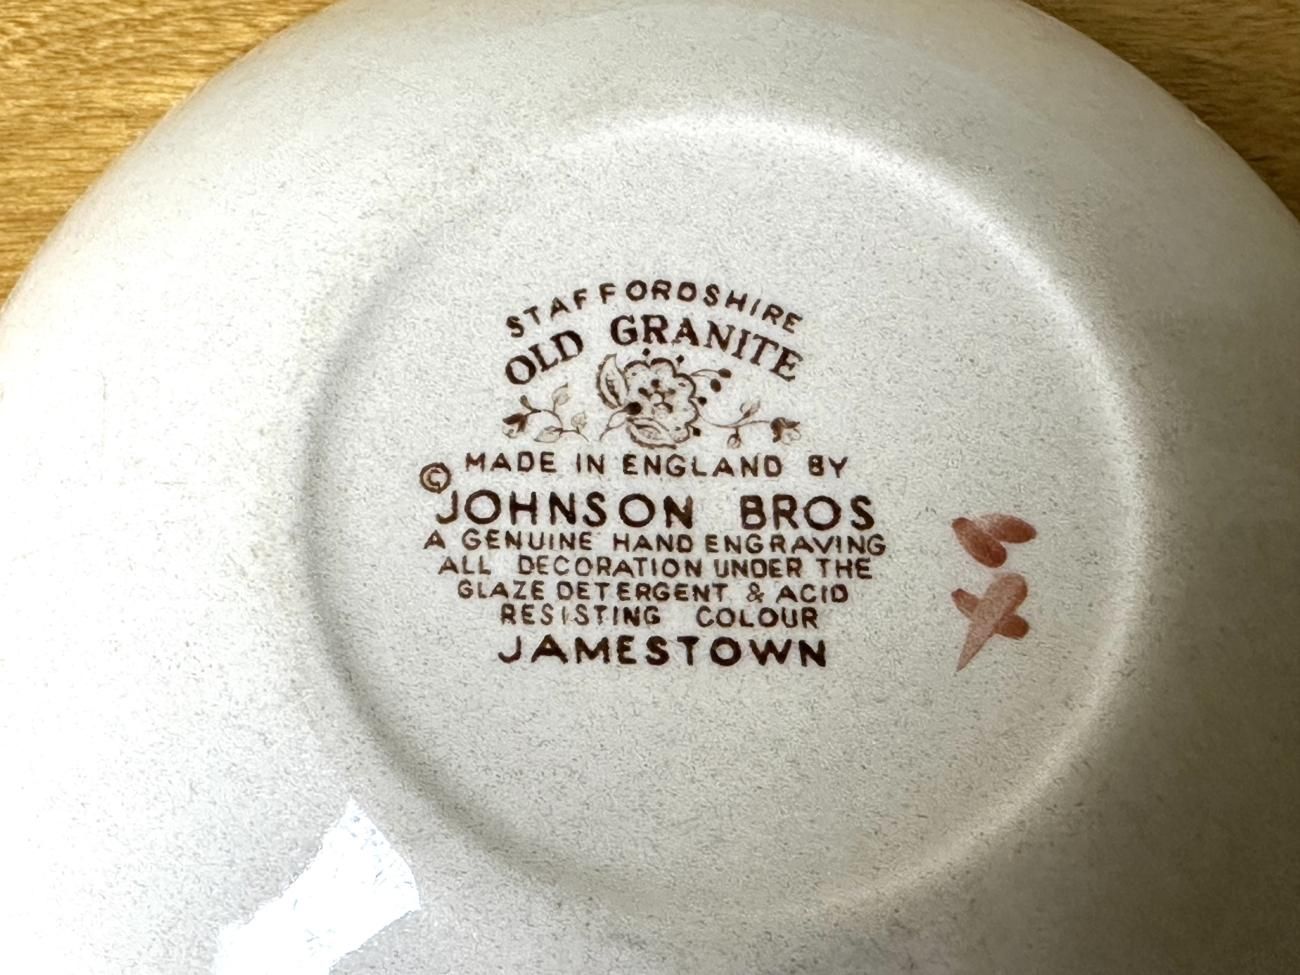 STAFFORDSHIRE
OLD GRANITE
MADE IN ENGLAND BY
© JOHNSON BROS
A GENUINE HAND ENGRAVING
ALL DECORATION UNDER THE
GLAZE DETERGENT & ACID
RESISTING COLOUR
JAMESTOWN